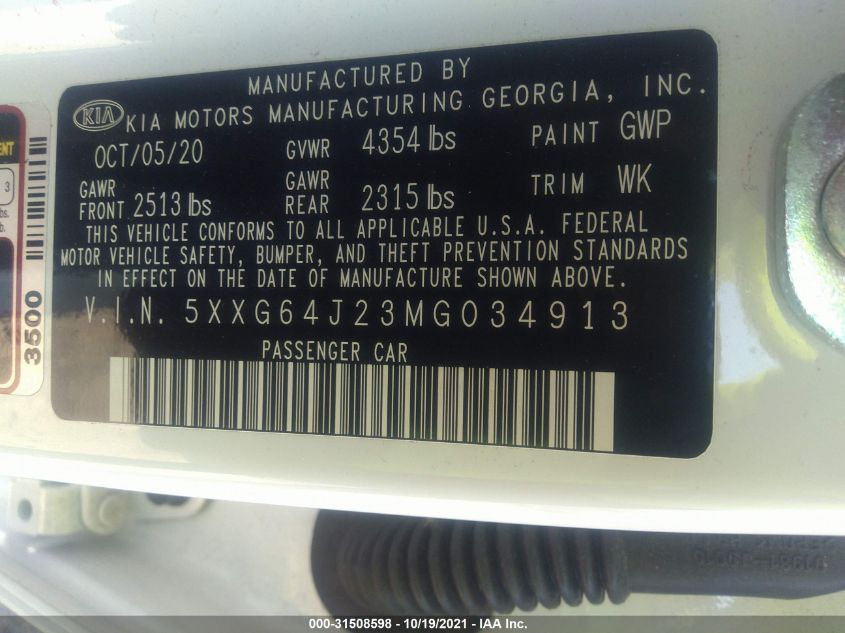 MANUFACTURED BY
KIA KIA MOTORS MANUFACTURING GEORGIA, INC.
OCT/05/20 GVWR 4354 lbs PAINT GWP
GAWR FRONT 2513 lbs GAWR REAR 2315 lbs TRIM WK
THIS VEHICLE CONFORMS TO ALL APPLICABLE U.S.A. FEDERAL
MOTOR VEHICLE SAFETY, BUMPER, AND THEFT PREVENTION STANDARDS
IN EFFECT ON THE DATE OF MANUFACTURE SHOWN ABOVE.
V.I.N. 5XXG64J23MG034913
PASSENGER CAR
3500
3
000-31508598 - 10/19/2021 - IAA Inc.